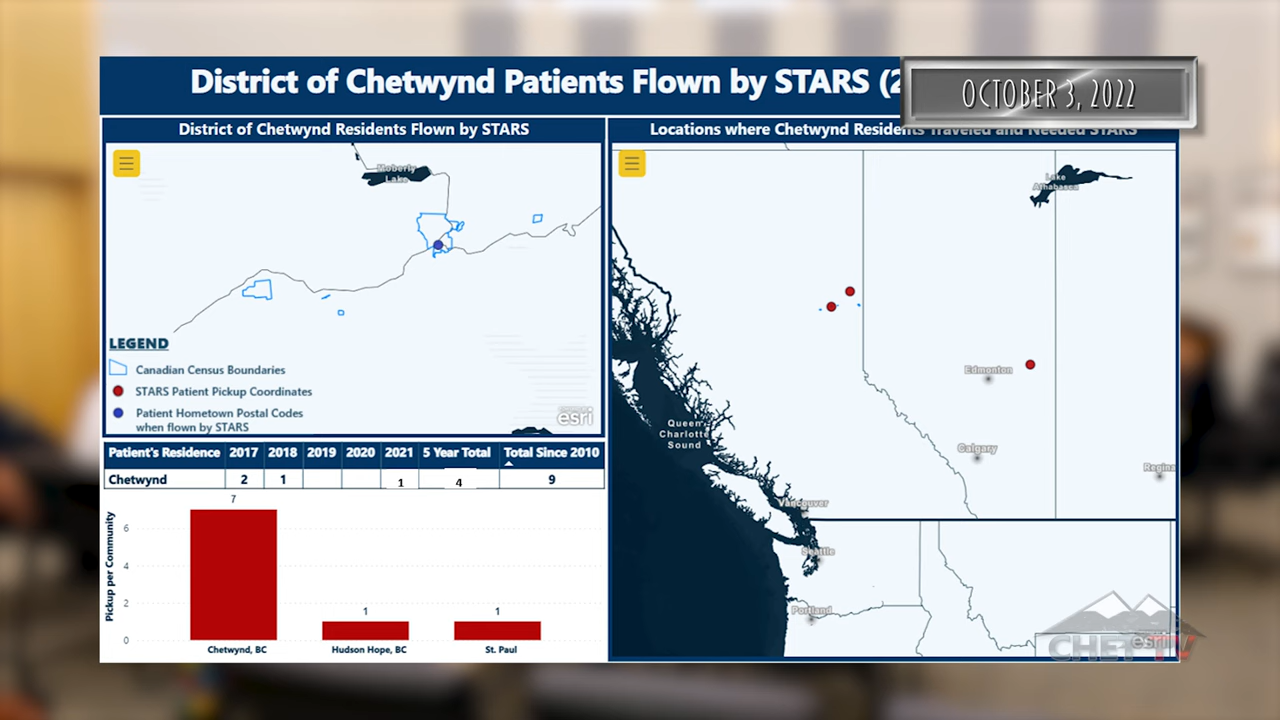 District of Chetwynd Patients Flown by STARS (2
OCTOBER 3, 2022
District of Chetwynd Residents Flown by STARS
Moberly
Lake
LEGEND
Canadian Census Boundaries
STARS Patient Pickup Coordinates
Patient Hometown Postal Codes
when flown by STARS
esri
Patient's Residence 2017 2018 2019 2020 2021 5 Year Total Total Since 2010
Chetwynd 2 1 1 4 9
Pickup per Community
6
4
2
0
7
1
1
Chetwynd, BC
Hudson Hope, BC
St. Paul
Locations where Chetwynd Residents Traveled and Needed STARS
Lake
Athabasca
Edmonton
Queen
Charlotte
Sound
Calgary
Regina
Vancouver
Seattle
Portland
esri
CHET TV